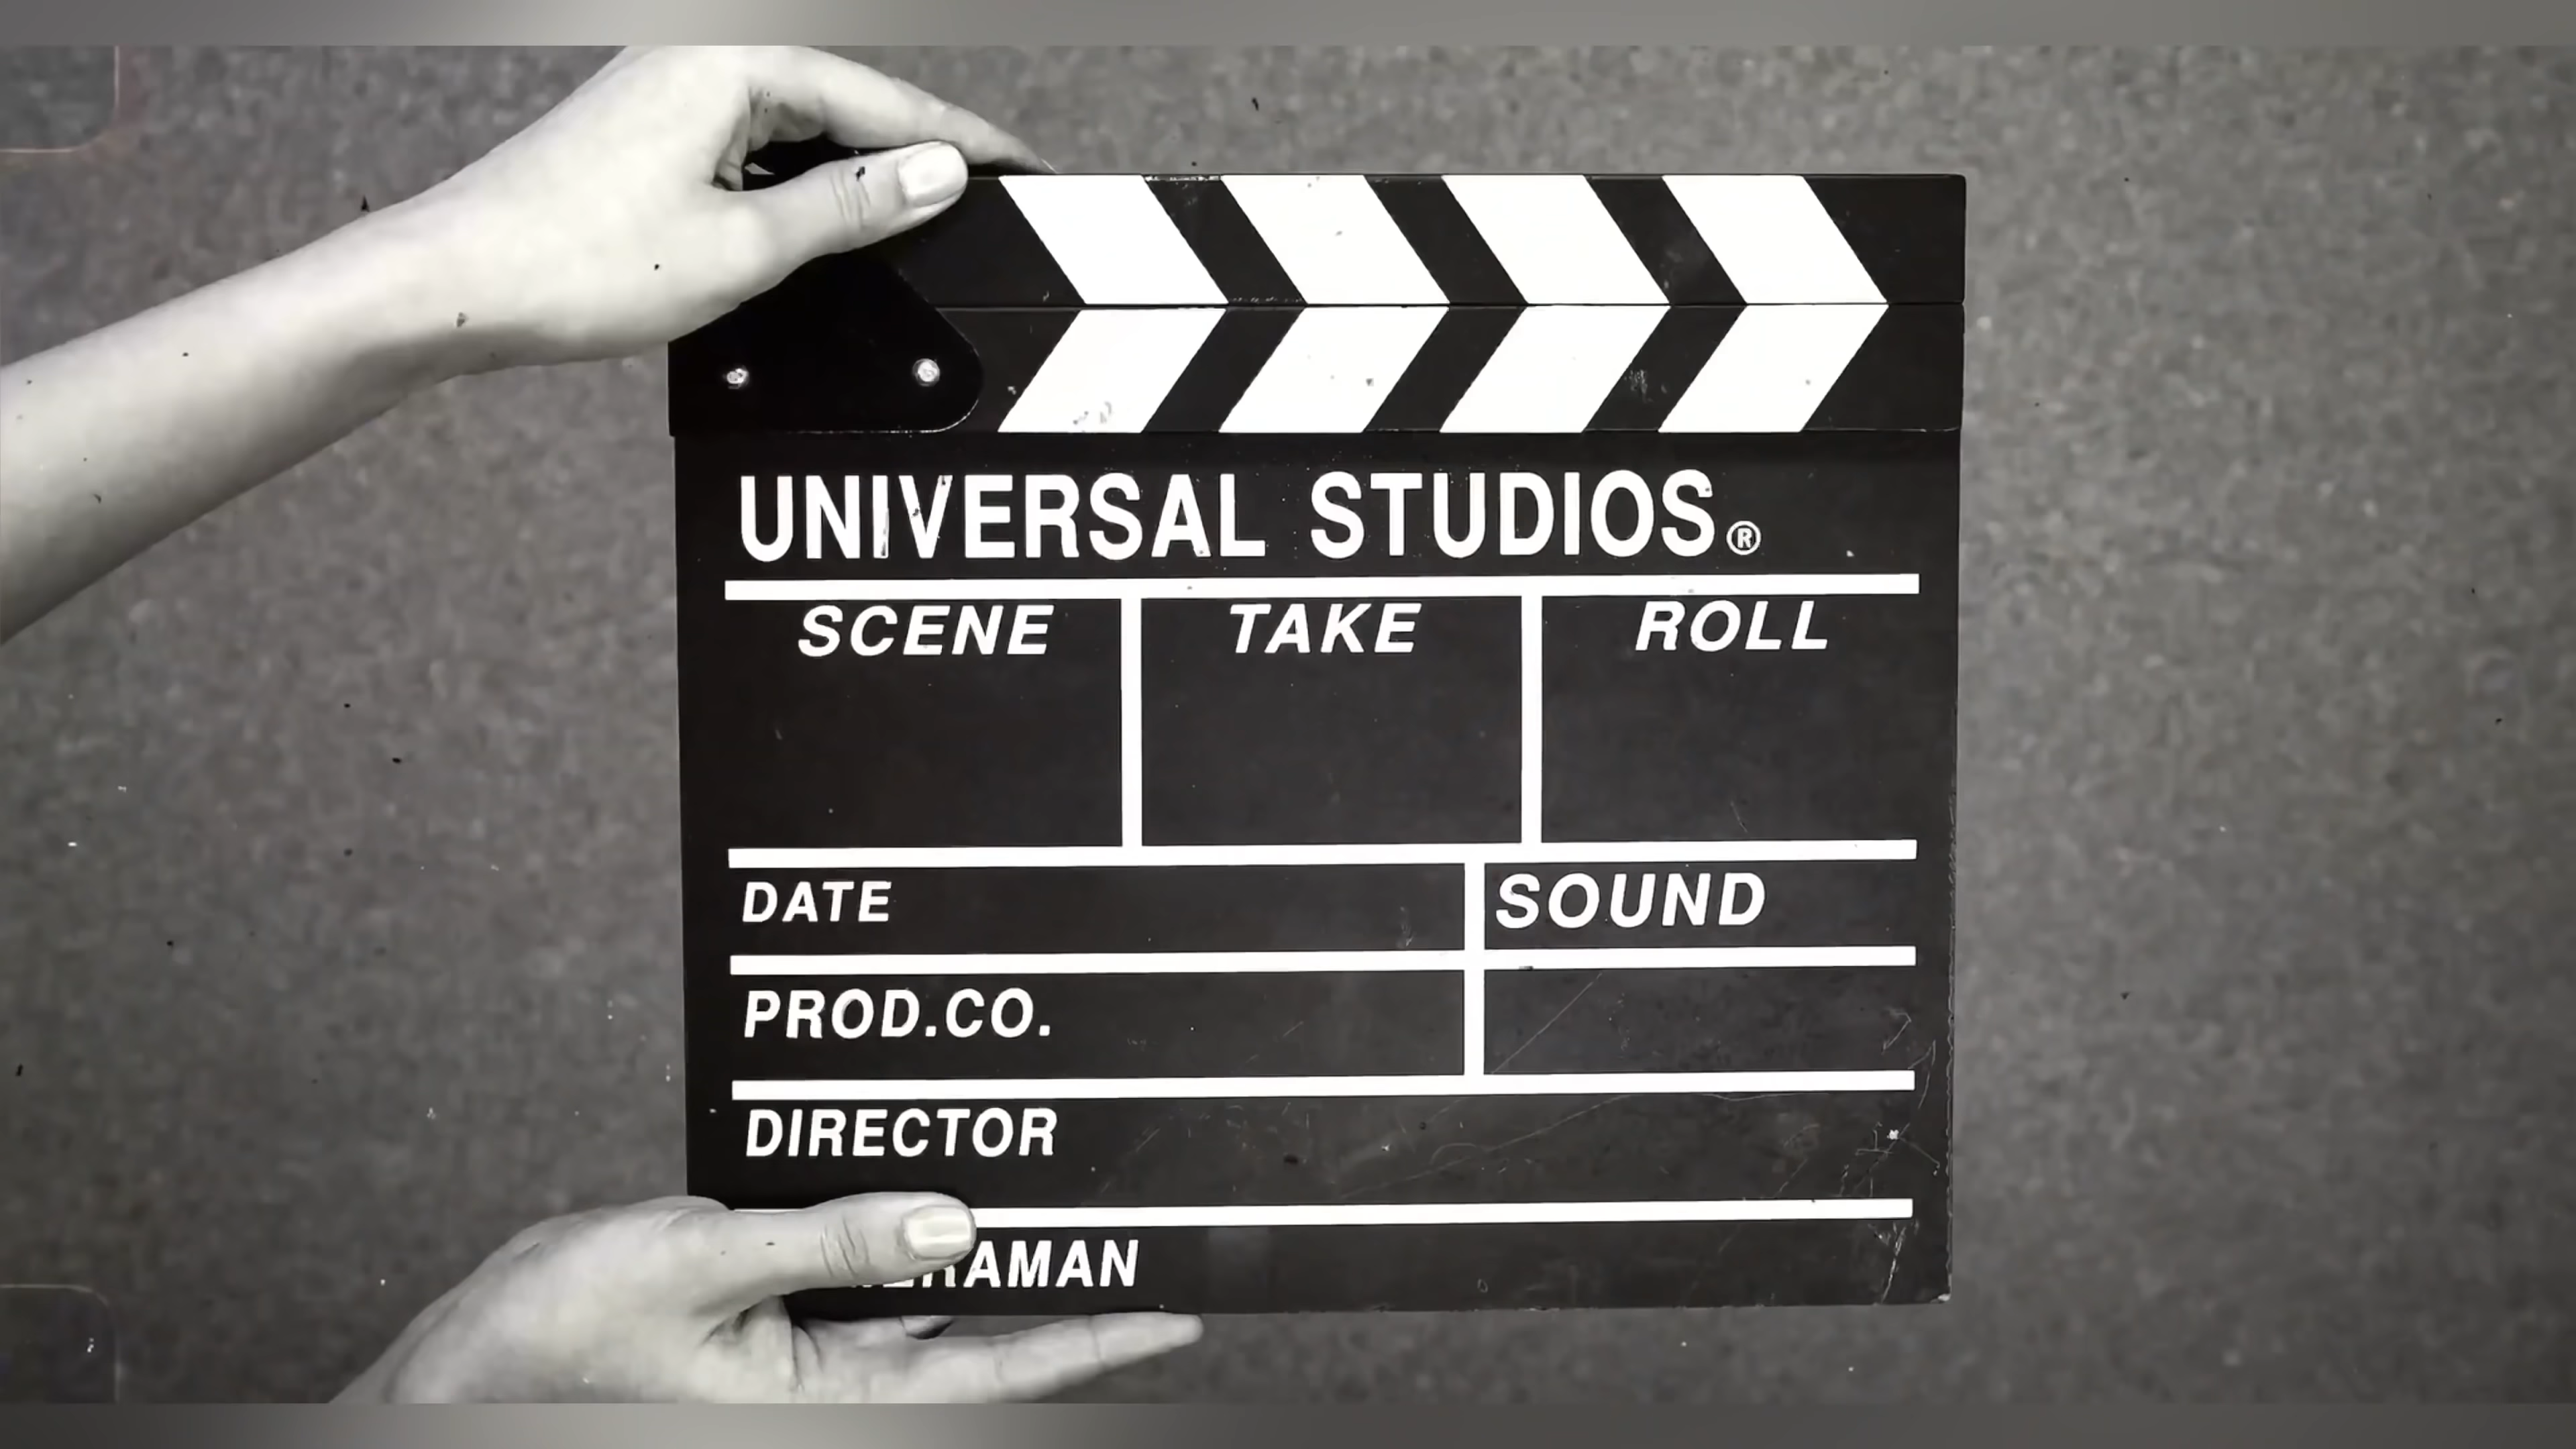 UNIVERSAL STUDIOS®
SCENE TAKE ROLL
DATE SOUND
PROD.CO.
DIRECTOR